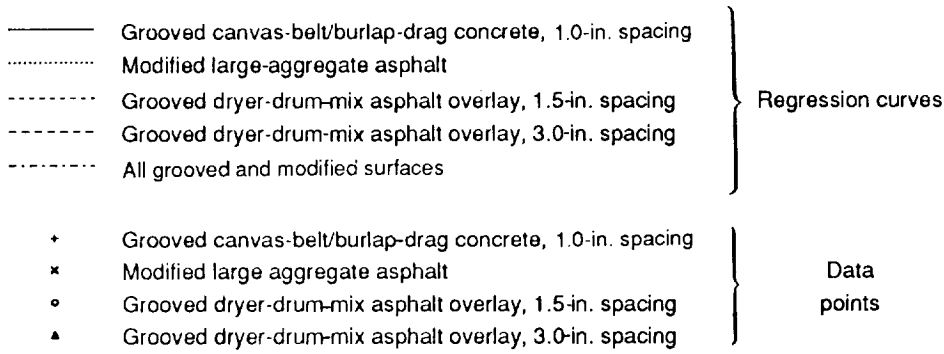 Grooved canvas-belt/burlap-drag concrete, 1.0-in. spacing
Modified large-aggregate asphalt
Grooved dryer-drum-mix asphalt overlay, 1.5-in. spacing
Grooved dryer-drum-mix asphalt overlay, 3.0-in. spacing
All grooved and modified surfaces
Regression curves
Grooved canvas-belt/burlap-drag concrete, 1.0-in. spacing
Modified large aggregate asphalt
Grooved dryer-drum-mix asphalt overlay, 1.5-in. spacing
Grooved dryer-drum-mix asphalt overlay, 3.0-in. spacing
Data
points